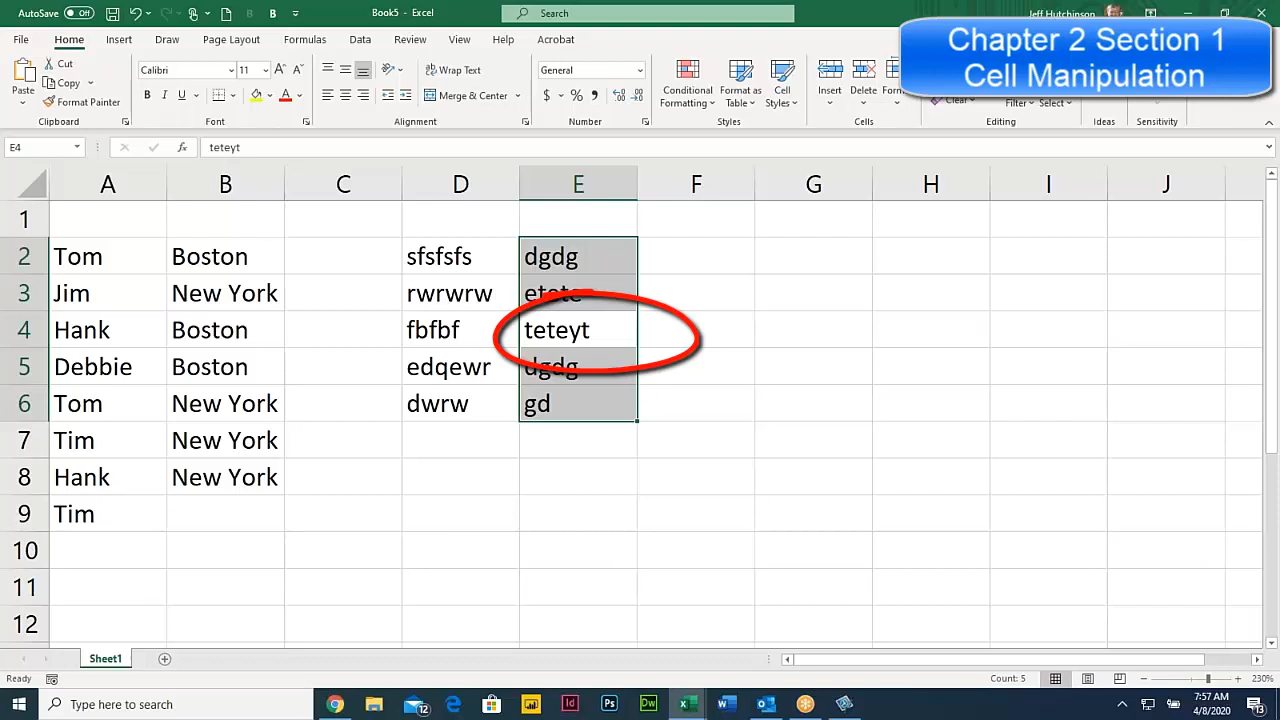 AutoSave Off
Book5 - Excel
Search
Jeff Hutchinson
Chapter 2 Section 1
Cell Manipulation
File Home Insert Draw Page Layout Formulas Data Review View Help Acrobat
Paste
Cut
Copy
Format Painter
Calibri 11
B I U
A A
Wrap Text
Merge & Center
General
$ % ,
Conditional Formatting
Format as Table
Cell Styles
Insert
Delete
Clear
Filter
Select
Clipboard Font Alignment Number Styles Cells Editing Ideas Sensitivity
E4 fx teteyt
A B C D E F G H I J
1
2 Tom Boston sfsfsfs dgdg
3 Jim New York rwrwrw
4 Hank Boston fbfbf teteyt
5 Debbie Boston edqewr dgdg
6 Tom New York dwrw gd
7 Tim New York
8 Hank New York
9 Tim
10
11
12
Sheet1
Ready
Count: 5
230%
Type here to search
12
7:57 AM
4/8/2020
13